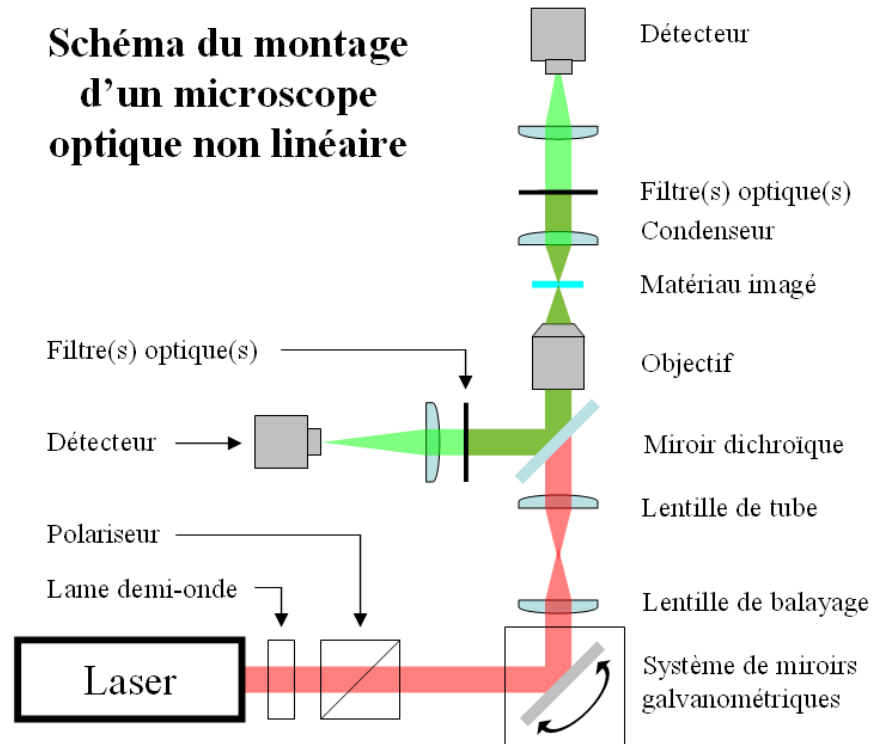 Schéma du montage
d'un microscope
optique non linéaire
Détecteur
Filtre(s) optique(s)
Condenseur
Matériau imagé
Filtre(s) optique(s)
Objectif
Détecteur
Miroir dichroïque
Lentille de tube
Polariseur
Lame demi-onde
Lentille de balayage
Laser
Système de miroirs
galvanométriques